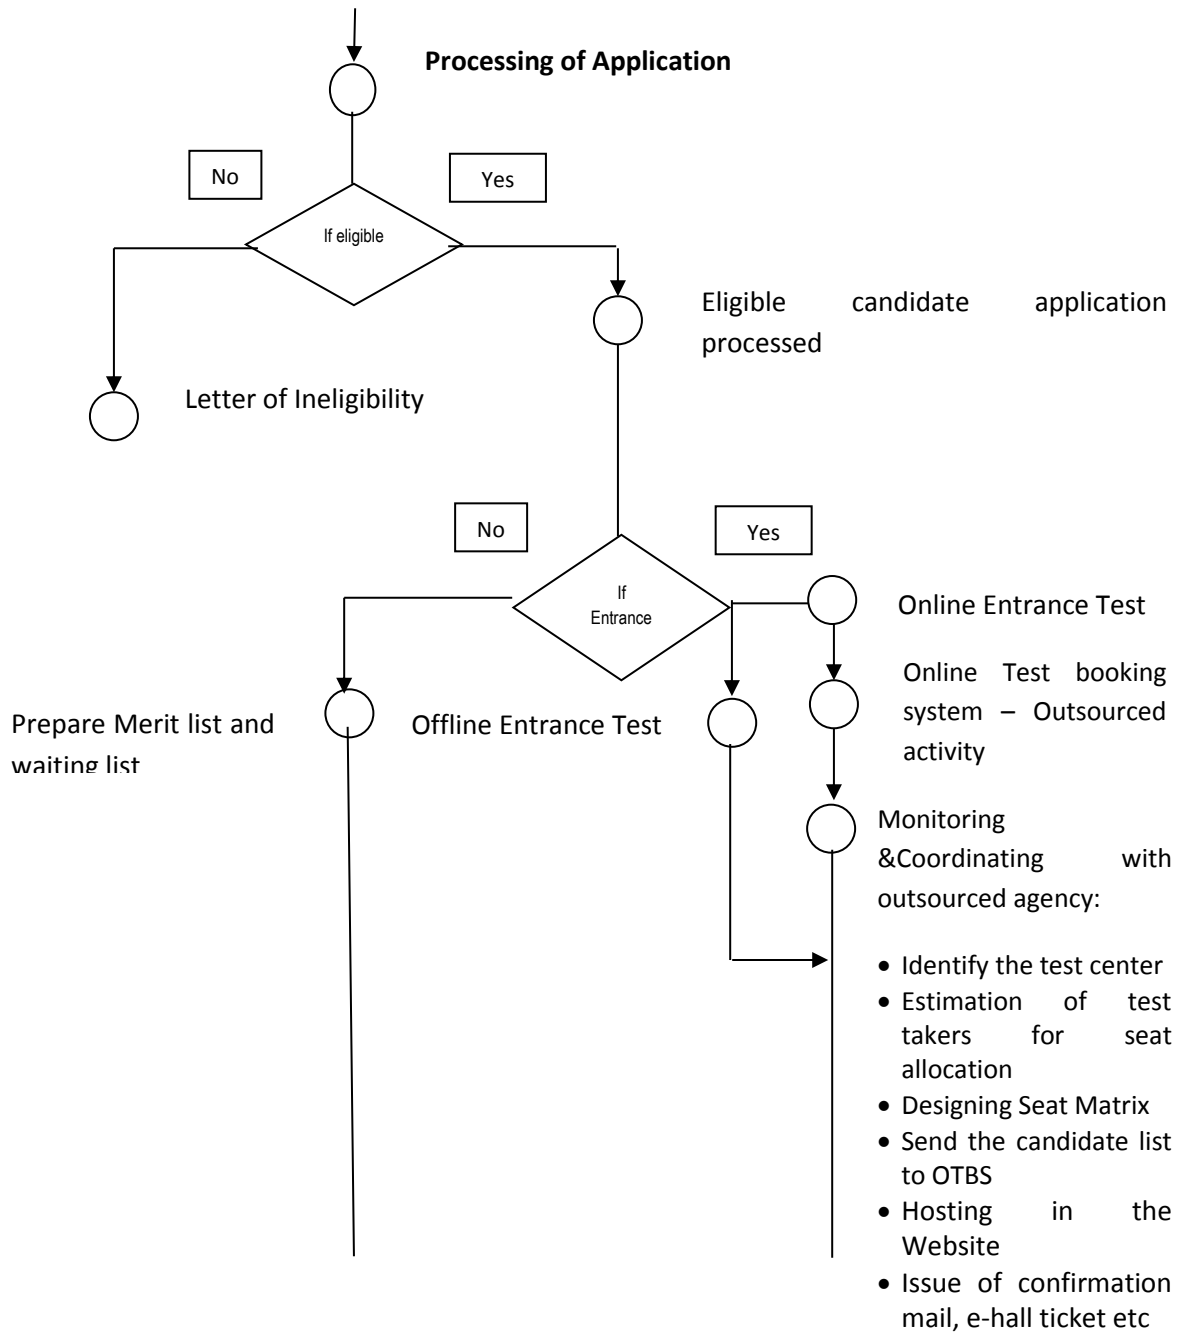 Processing of Application
No
Yes
If eligible
Eligible candidate application
processed
Letter of Ineligibility
No
Yes
If
Entrance
Online Entrance Test
Online Test booking
system – Outsourced
activity
Prepare Merit list and
waiting list
Offline Entrance Test
Monitoring
&Coordinating with
outsourced agency:
• Identify the test center
• Estimation of test
takers for seat
allocation
• Designing Seat Matrix
• Send the candidate list
to OTBS
• Hosting in the
Website
• Issue of confirmation
mail, e-hall ticket etc